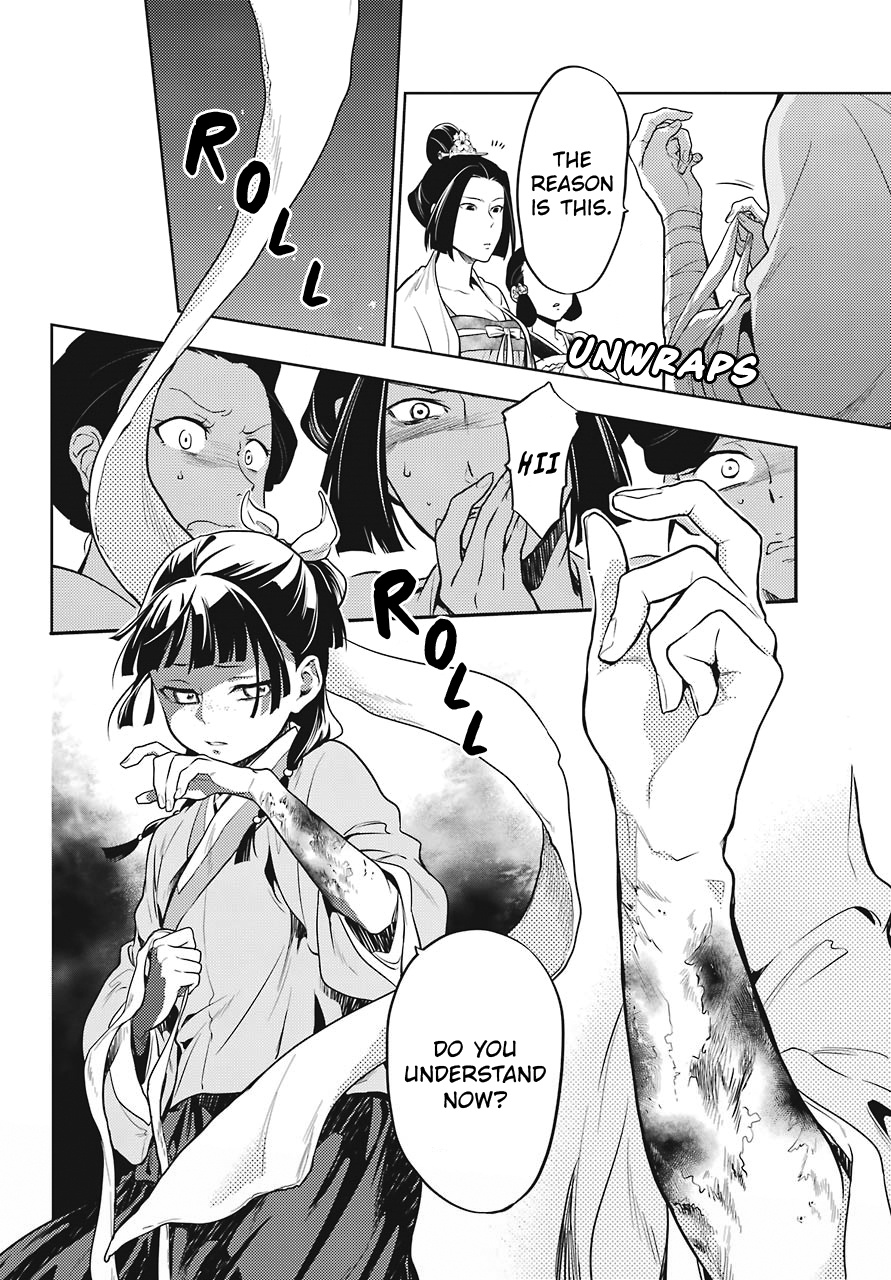 THE
REASON
IS THIS.
UNWRAPS
ROLL
HII
ROLL
DO YOU
UNDERSTAND
NOW?